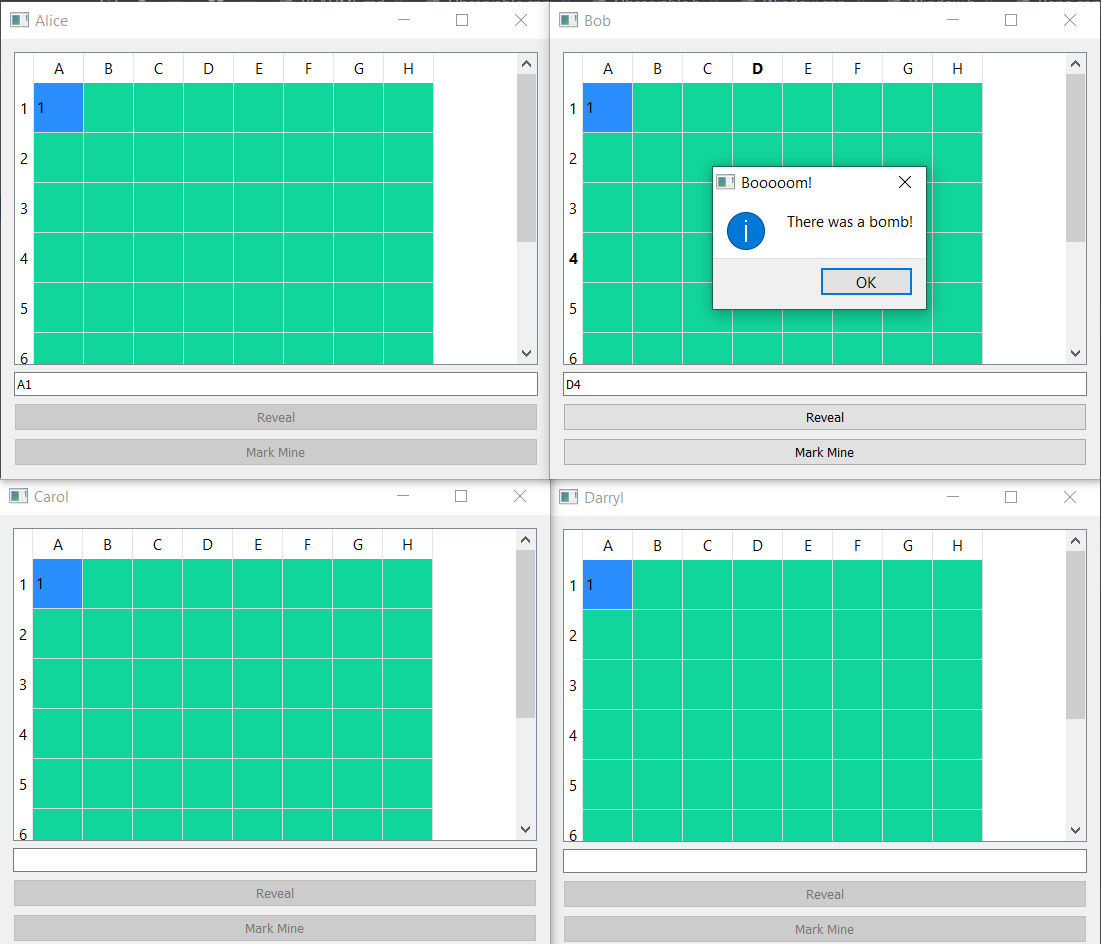 Alice
A B C D E F G H
1 1
2
3
4
5
6
A1
Reveal
Mark Mine
Bob
A B C D E F G H
1 1
2
3
4
5
6
Booooom!
There was a bomb!
OK
D4
Reveal
Mark Mine
Carol
A B C D E F G H
1 1
2
3
4
5
6
Reveal
Mark Mine
Darryl
A B C D E F G H
1 1
2
3
4
5
6
Reveal
Mark Mine